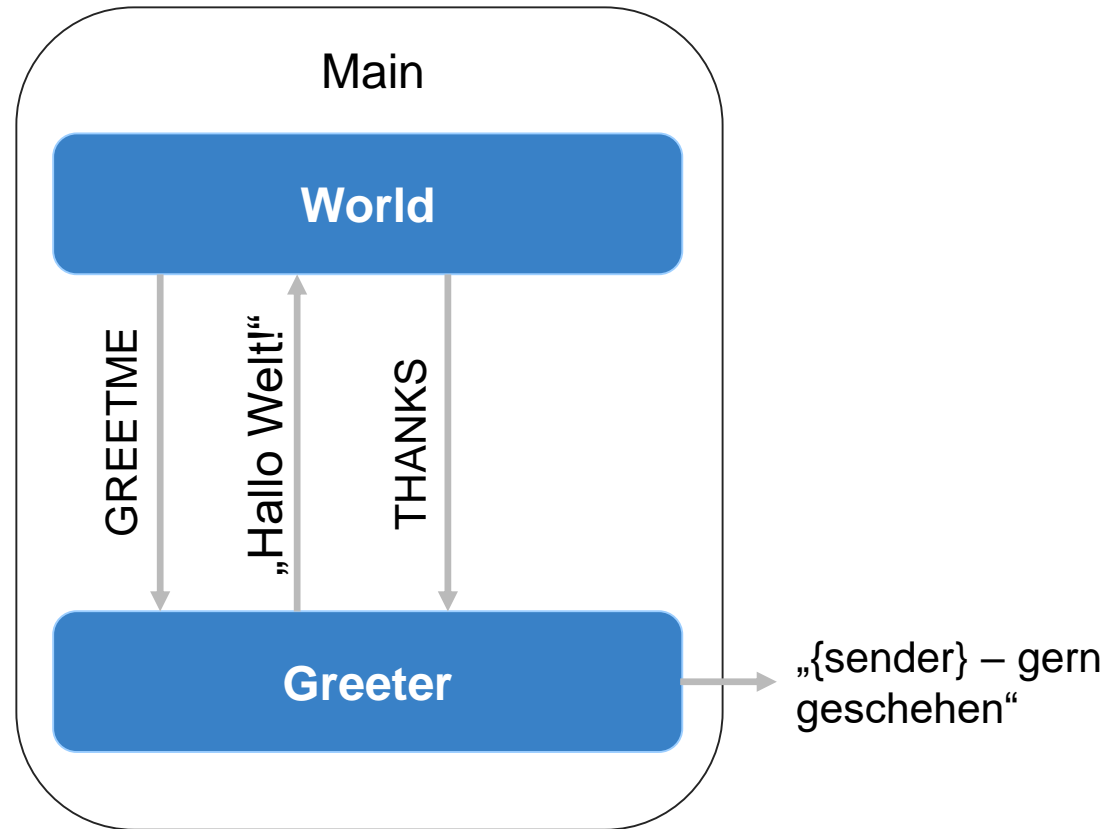 Main
World
GREETME
„Hallo Welt!“
THANKS
Greeter
„{sender} – gern
geschehen“